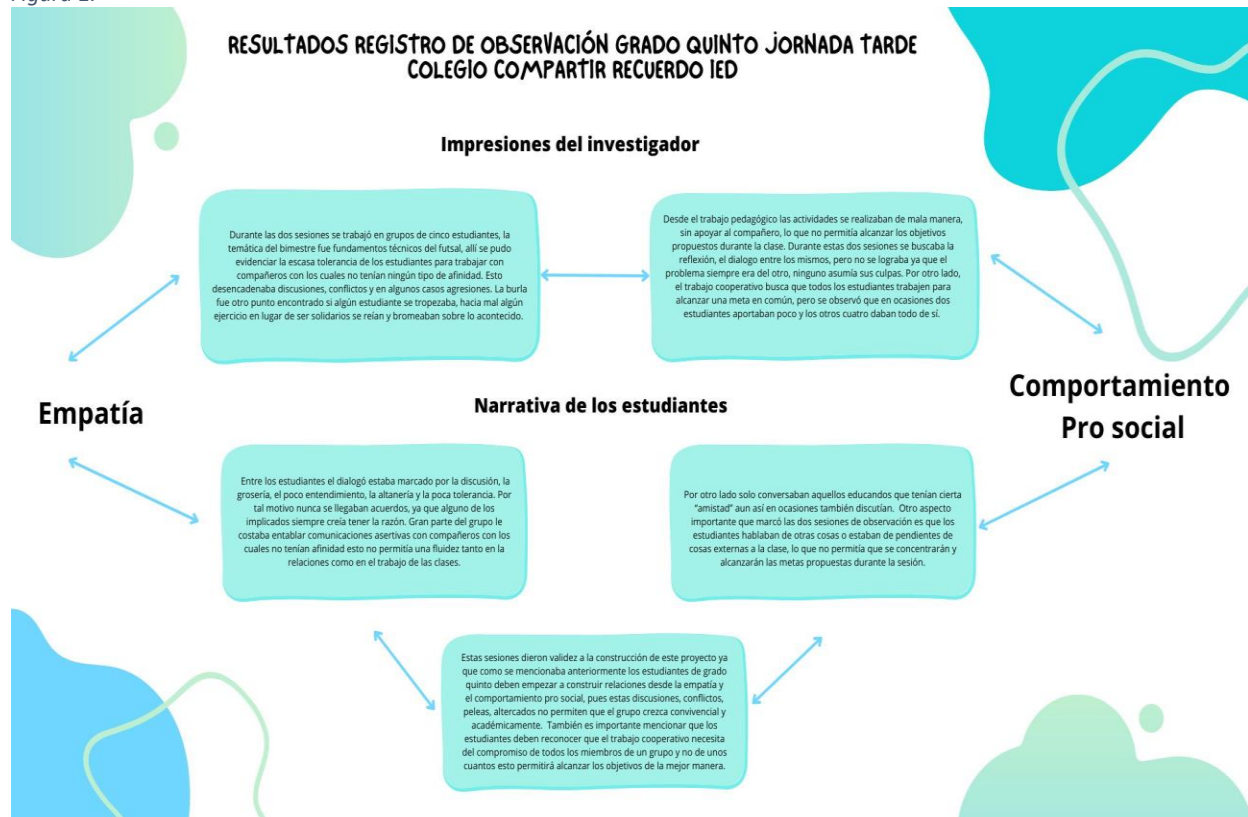 RESULTADOS REGISTRO DE OBSERVACIÓN GRADO QUINTO JORNADA TARDE
COLEGIO COMPARTIR RECUERDO IED
Impresiones del investigador
Durante las dos sesiones se trabajó en grupos de cinco estudiantes, la
temática del bimestre fue fundamentos técnicos del futsal, allí se pudo
evidenciar la escasa tolerancia de los estudiantes para trabajar con
compañeros con los cuales no tenían ningún tipo de afinidad. Esto
desencadenaba discusiones, conflictos y en algunos casos agresiones. La burla
fue otro punto encontrado si algún estudiante se tropezaba, hacia mal algún
ejercicio en lugar de ser solidarios se reían y bromeaban sobre lo acontecido.
Desde el trabajo pedagógico las actividades se realizaban de mala manera,
sin apoyar al compañero, lo que no permitía alcanzar los objetivos
propuestos durante la clase. Durante estas dos sesiones se buscaba la
reflexión, el dialogo entre los mismos, pero no se lograba ya que el
problema siempre era del otro, ninguno asumía sus culpas. Por otro lado,
el trabajo cooperativo busca que todos los estudiantes trabajen para
alcanzar una meta en común, pero se observó que en ocasiones dos
estudiantes aportaban poco y los otros cuatro daban todo de sí.
Empatía
Comportamiento
Pro social
Narrativa de los estudiantes
Entre los estudiantes el dialogó estaba marcado por la discusión, la
grosería, el poco entendimiento, la altanería y la poca tolerancia. Por
tal motivo nunca se llegaban acuerdos, ya que alguno de los
implicados siempre creía tener la razón. Gran parte del grupo le
costaba entablar comunicaciones asertivas con compañeros con los
cuales no tenían afinidad esto no permitía una fluidez tanto en la
relaciones como en el trabajo de las clases.
Por otro lado solo conversaban aquellos educandos que tenían cierta
"amistad" aun así en ocasiones también discutían. Otro aspecto
importante que marcó las dos sesiones de observación es que los
estudiantes hablaban de otras cosas o estaban de pendientes de
cosas externas a la clase, lo que no permitía que se concentrarán y
alcanzarán las metas propuestas durante la sesión.
Estas sesiones dieron validez a la construcción de este proyecto ya
que como se mencionaba anteriormente los estudiantes de grado
quinto deben empezar a construir relaciones desde la empatía y
el comportamiento pro social, pues estas discusiones, conflictos,
peleas, altercados no permiten que el grupo crezca convivencial y
académicamente. También es importante mencionar que los
estudiantes deben reconocer que el trabajo cooperativo necesita
del compromiso de todos los miembros de un grupo y no de unos
cuantos esto permitirá alcanzar los objetivos de la mejor manera.